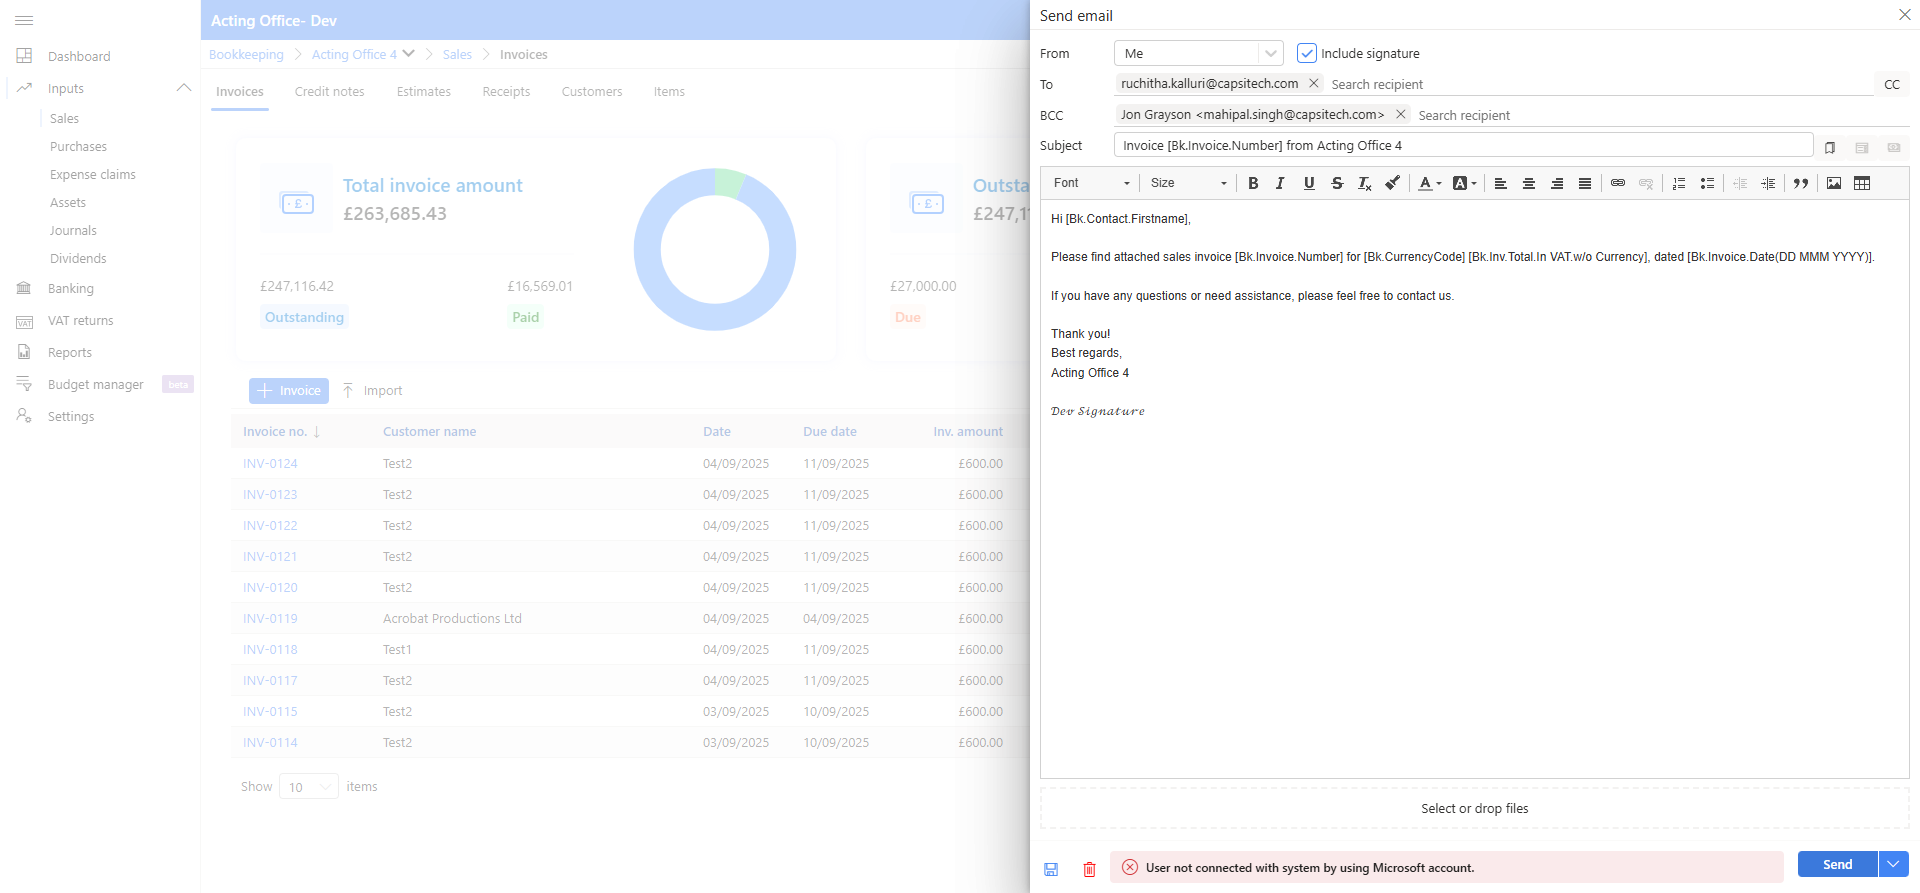 Acting Office- Dev
Dashboard
Inputs
Sales
Purchases
Expense claims
Assets
Journals
Dividends
Banking
VAT
VAT returns
Reports
Budget manager beta
Settings
Bookkeeping Acting Office 4 Sales Invoices
Invoices Credit notes Estimates Receipts Customers Items
Total invoice amount
£263,685.43
£247,116.42 £16,569.01
Outstanding Paid
Outsta
£247,11
£27,000.00
Due
Invoice Import
Invoice no. ↓ Customer name Date Due date Inv. amount
INV-0124 Test2 04/09/2025 11/09/2025 £600.00
INV-0123 Test2 04/09/2025 11/09/2025 £600.00
INV-0122 Test2 04/09/2025 11/09/2025 £600.00
INV-0121 Test2 04/09/2025 11/09/2025 £600.00
INV-0120 Test2 04/09/2025 11/09/2025 £600.00
INV-0119 Acrobat Productions Ltd 04/09/2025 04/09/2025 £600.00
INV-0118 Test1 04/09/2025 11/09/2025 £600.00
INV-0117 Test2 04/09/2025 11/09/2025 £600.00
INV-0115 Test2 03/09/2025 10/09/2025 £600.00
INV-0114 Test2 03/09/2025 10/09/2025 £600.00
Show 10 items
Send email
From Me Include signature
To ruchitha.kalluri@capsitech.com Search recipient CC
BCC Jon Grayson <mahipal.singh@capsitech.com> Search recipient
Subject Invoice [Bk.Invoice.Number] from Acting Office 4
Font Size B I U S Tx A A
Hi [Bk.Contact.Firstname],
Please find attached sales invoice [Bk.Invoice.Number] for [Bk.CurrencyCode] [Bk.Inv.Total.In VAT.w/o Currency], dated [Bk.Invoice.Date(DD MMM YYYY)].
If you have any questions or need assistance, please feel free to contact us.
Thank you!
Best regards,
Acting Office 4
Dev Signature
Select or drop files
User not connected with system by using Microsoft account.
Send